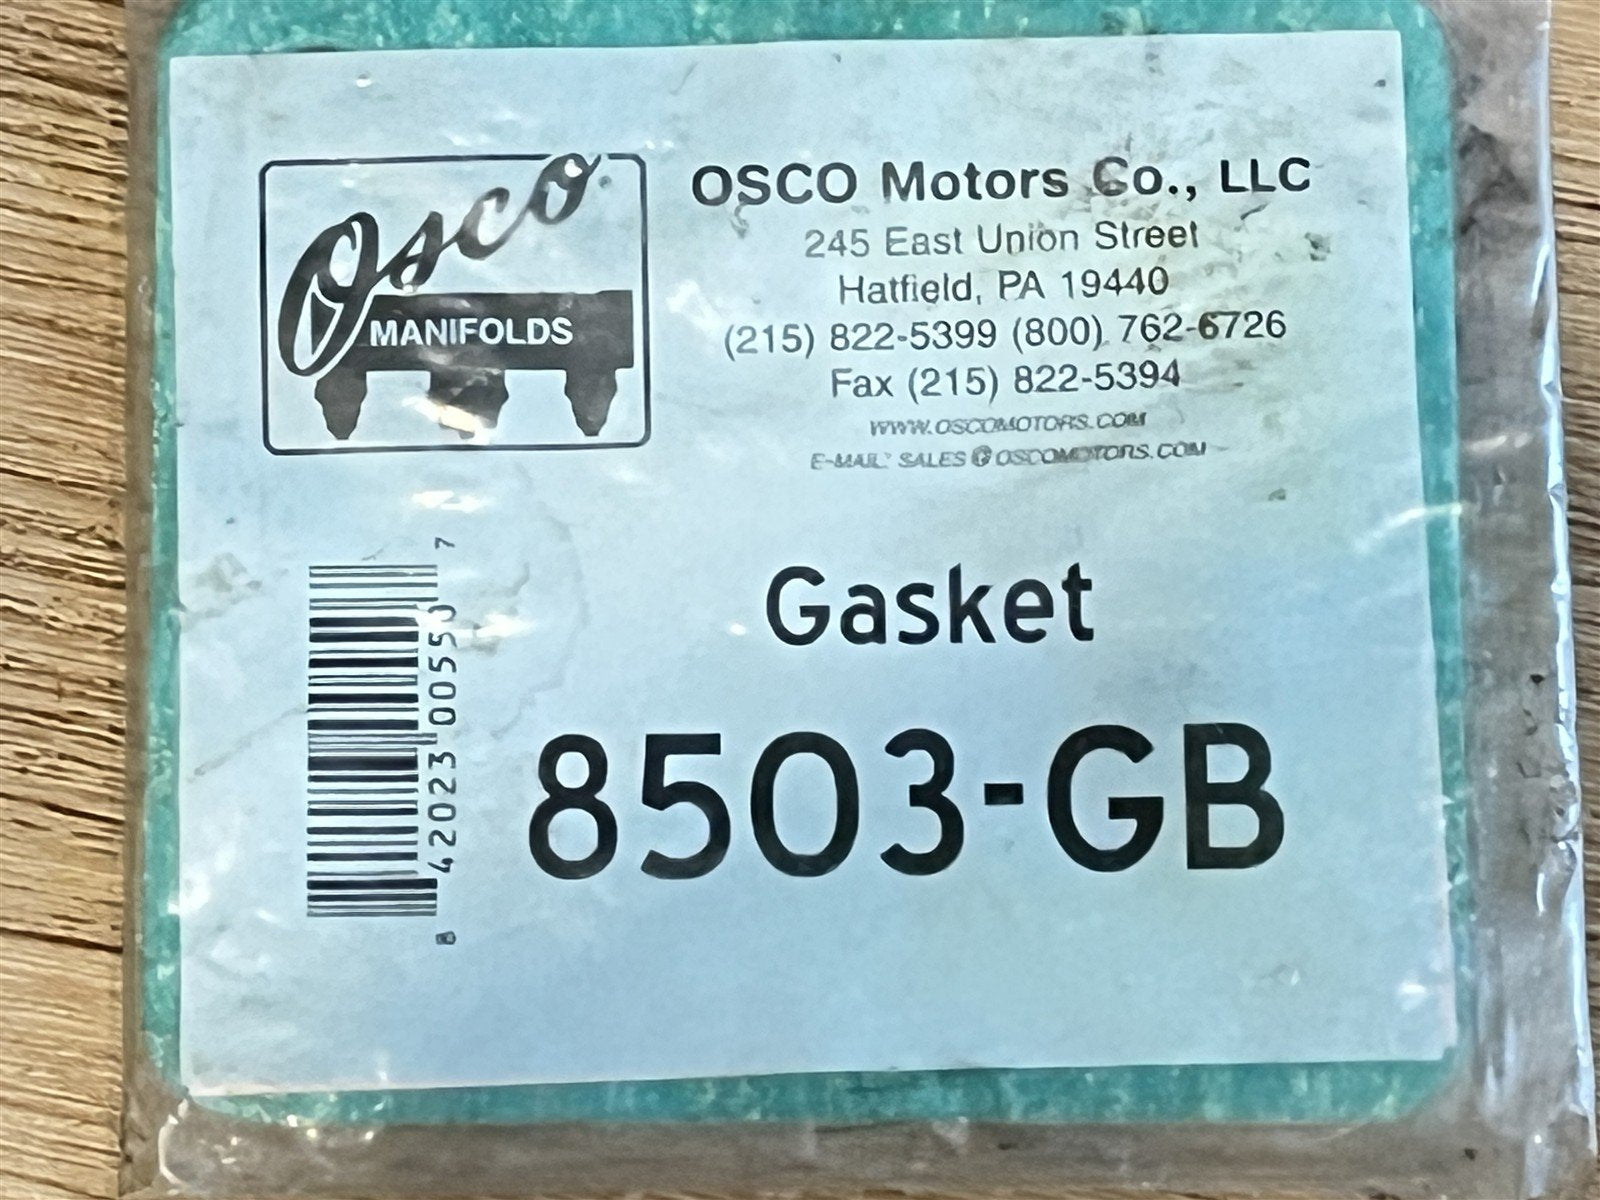 Osco
MANIFOLDS
OSCO Motors Co., LLC
245 East Union Street
Hatfield, PA 19440
(215) 822-5399 (800) 762-6726
Fax (215) 822-5394
WWW.OSCOMOTORS.COM
E-MAIL: SALES@OSCOMOTORS.COM
Gasket
8503-GB
8 42023 00550 7